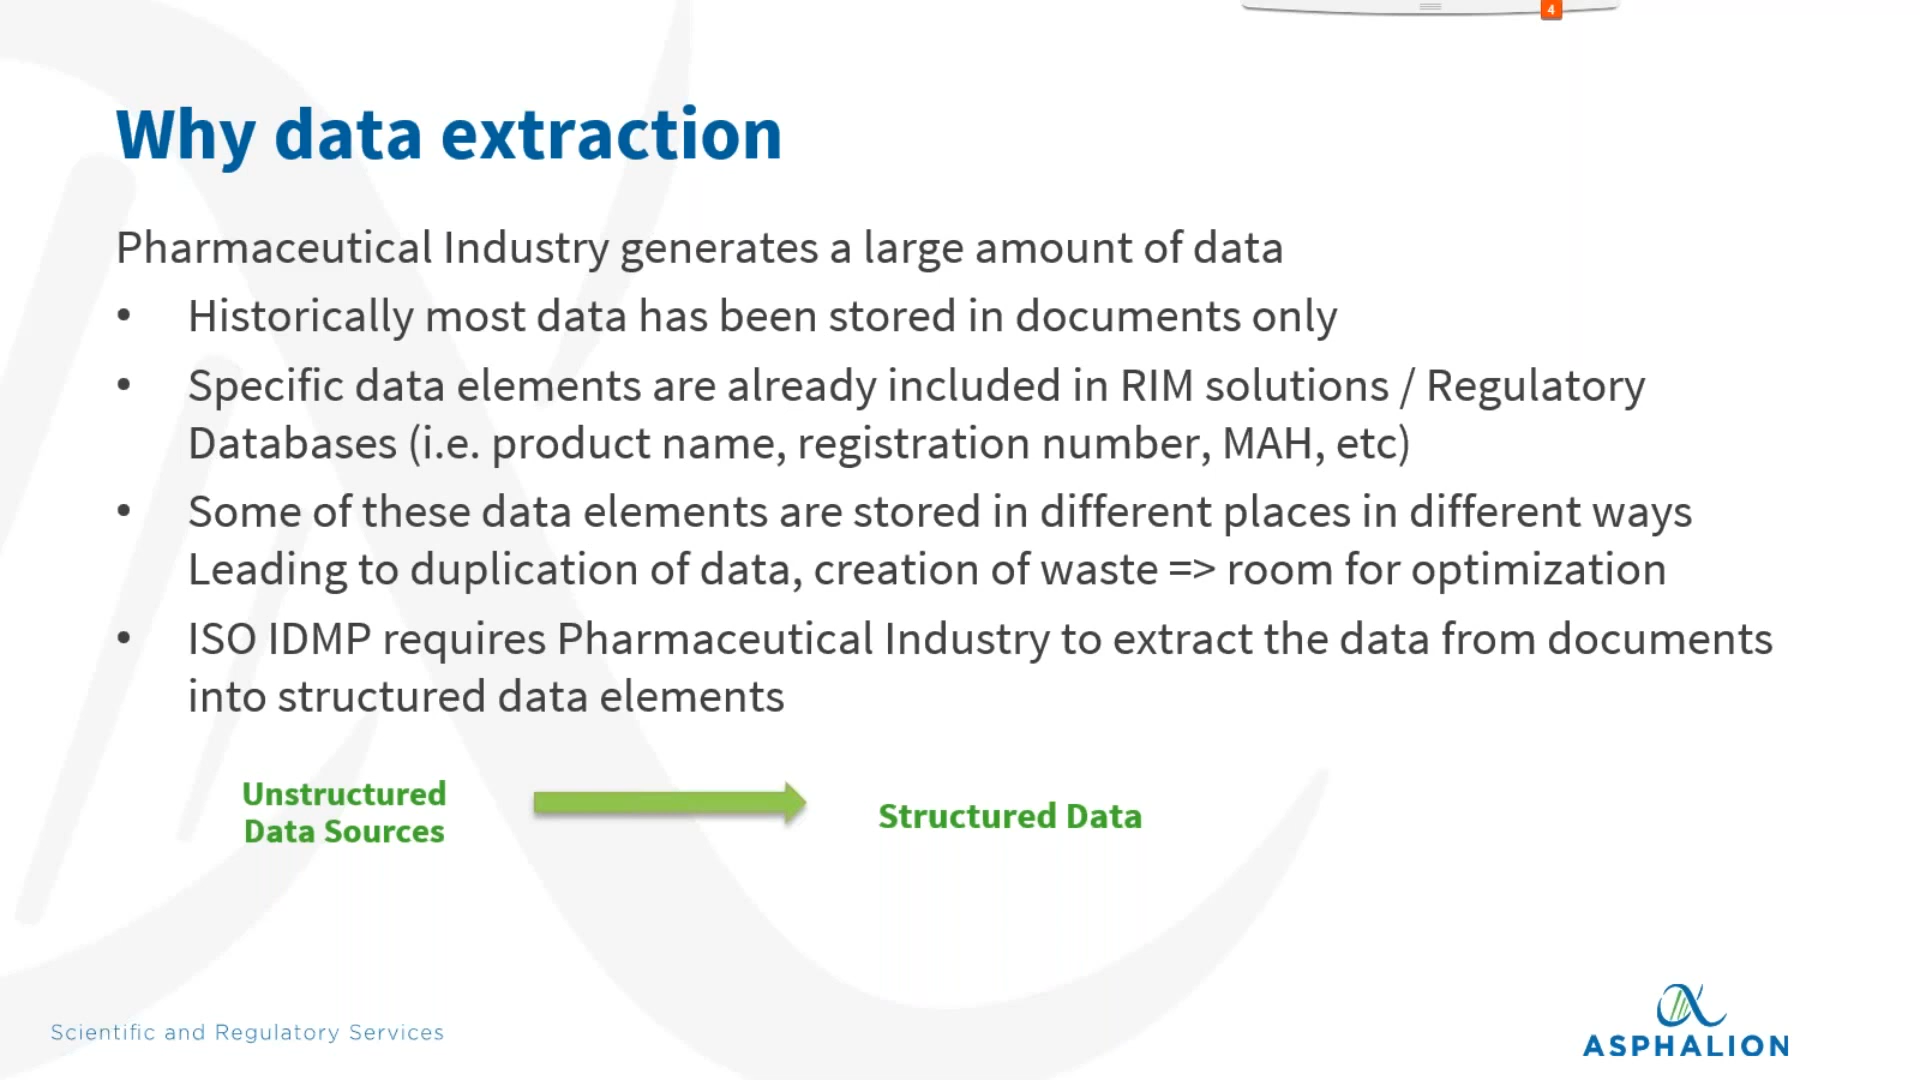 4
Why data extraction
Pharmaceutical Industry generates a large amount of data
• Historically most data has been stored in documents only
• Specific data elements are already included in RIM solutions / Regulatory
Databases (i.e. product name, registration number, MAH, etc)
• Some of these data elements are stored in different places in different ways
Leading to duplication of data, creation of waste => room for optimization
• ISO IDMP requires Pharmaceutical Industry to extract the data from documents
into structured data elements
Unstructured
Data Sources
Structured Data
Scientific and Regulatory Services
ASPHALION